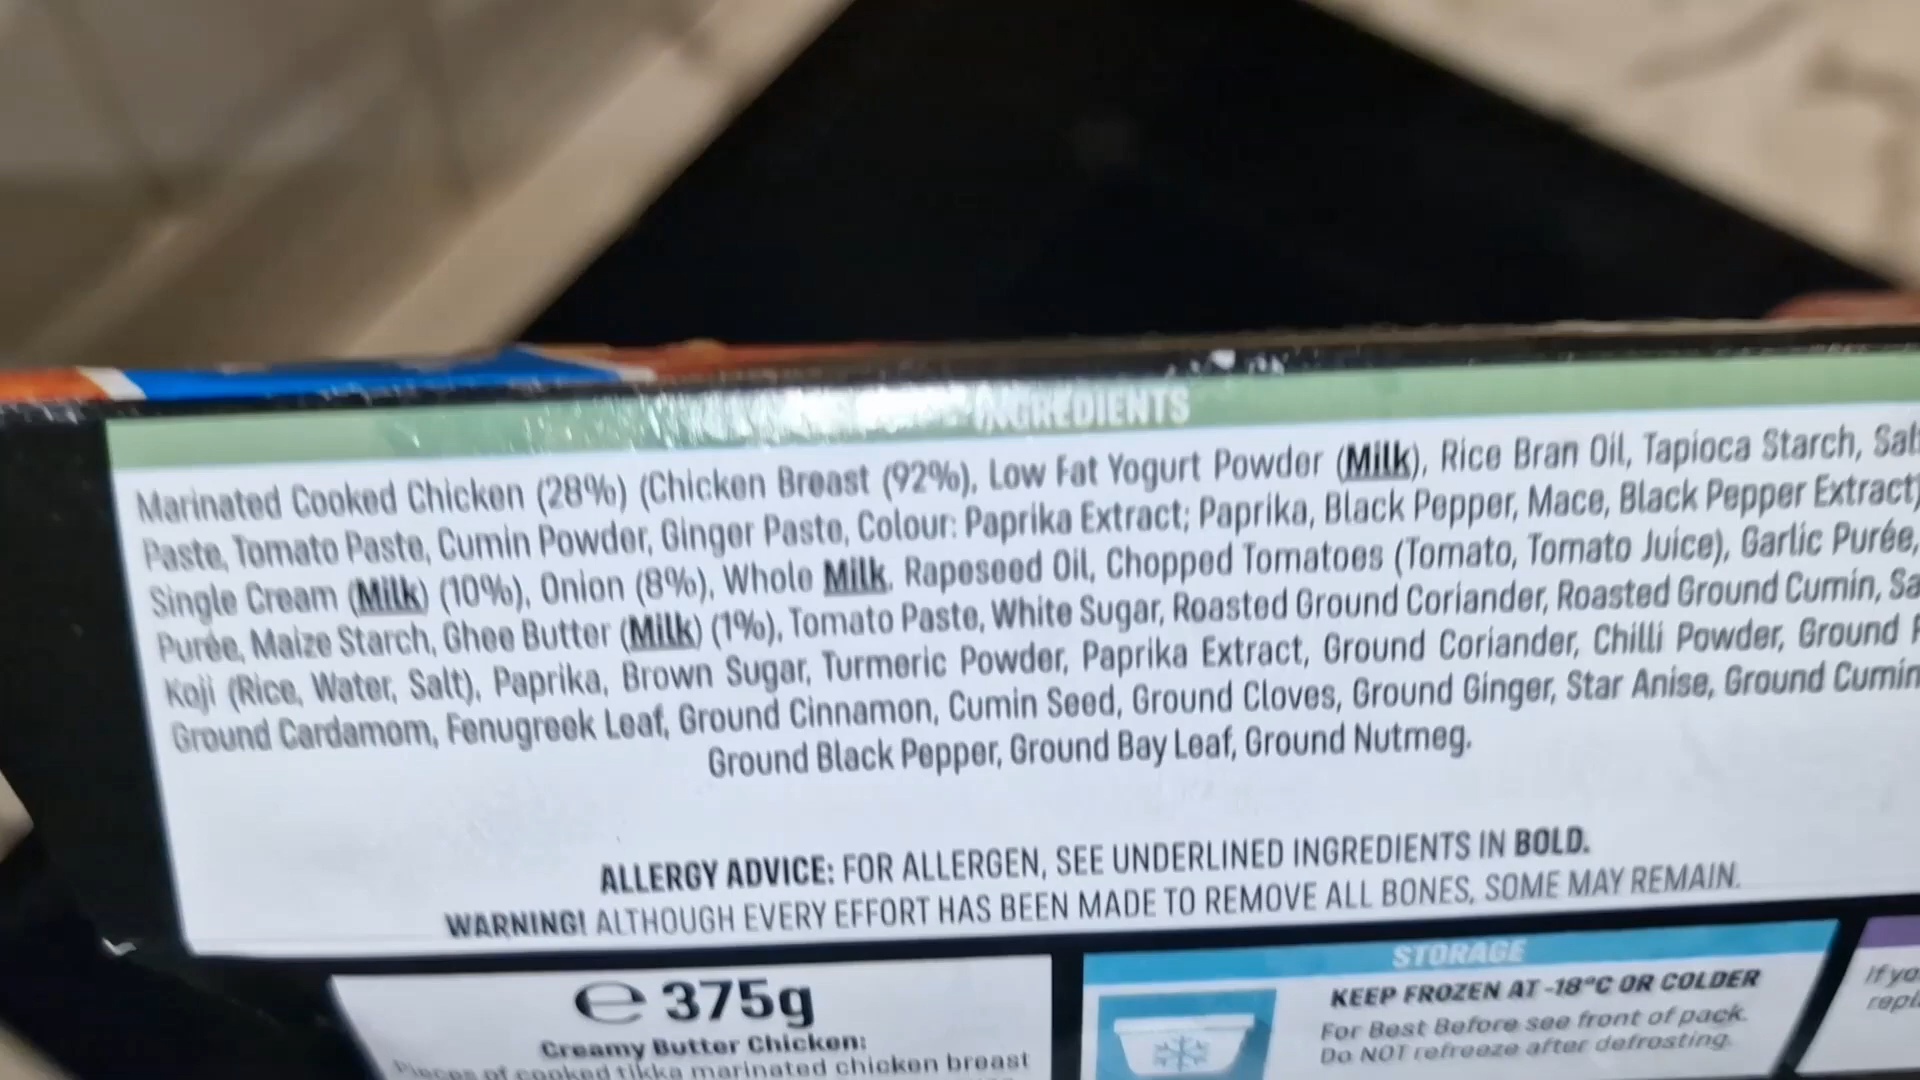 INGREDIENTS
Marinated Cooked Chicken (28%) (Chicken Breast (92%), Low Fat Yogurt Powder (Milk), Rice Bran Oil, Tapioca Starch,
Paste, Tomato Paste, Cumin Powder, Ginger Paste, Colour: Paprika Extract; Paprika, Black Pepper, Mace, Black Pepper Extract)
Single Cream (Milk) (10%), Onion (8%), Whole Milk, Rapeseed Oil, Chopped Tomatoes (Tomato, Tomato Juice), Garlic Purée,
Purée, Maize Starch, Ghee Butter (Milk) (1%), Tomato Paste, White Sugar, Roasted Ground Coriander, Roasted Ground Cumin,
Koji (Rice, Water, Salt), Paprika, Brown Sugar, Turmeric Powder, Paprika Extract, Ground Coriander, Chilli Powder, Ground
Ground Cardamom, Fenugreek Leaf, Ground Cinnamon, Cumin Seed, Ground Cloves, Ground Ginger, Star Anise, Ground Cumin
Ground Black Pepper, Ground Bay Leaf, Ground Nutmeg.
ALLERGY ADVICE: FOR ALLERGEN, SEE UNDERLINED INGREDIENTS IN BOLD.
WARNING! ALTHOUGH EVERY EFFORT HAS BEEN MADE TO REMOVE ALL BONES, SOME MAY REMAIN.
e 375g
Creamy Butter Chicken:
Pieces of cooked tikka marinated chicken breast
STORAGE
KEEP FROZEN AT -18°C OR COLDER
For Best Before see front of pack.
Do NOT refreeze after defrosting.